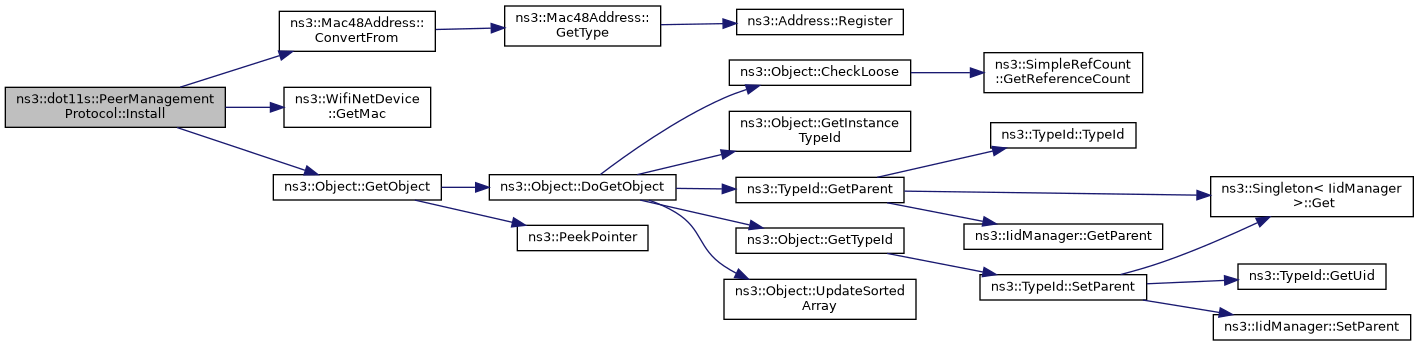 ns3::dot11s::PeerManagement
Protocol::Install
ns3::Mac48Address::
ConvertFrom
ns3::WifiNetDevice
::GetMac
ns3::Object::GetObject
ns3::Mac48Address::
GetType
ns3::Object::DoGetObject
ns3::PeekPointer
ns3::Address::Register
ns3::Object::CheckLoose
ns3::Object::GetInstance
TypeId
ns3::TypeId::GetParent
ns3::Object::GetTypeId
ns3::Object::UpdateSorted
Array
ns3::SimpleRefCount
::GetReferenceCount
ns3::TypeId::TypeId
ns3::IidManager::GetParent
ns3::TypeId::SetParent
ns3::Singleton< IidManager
>::Get
ns3::TypeId::GetUid
ns3::IidManager::SetParent